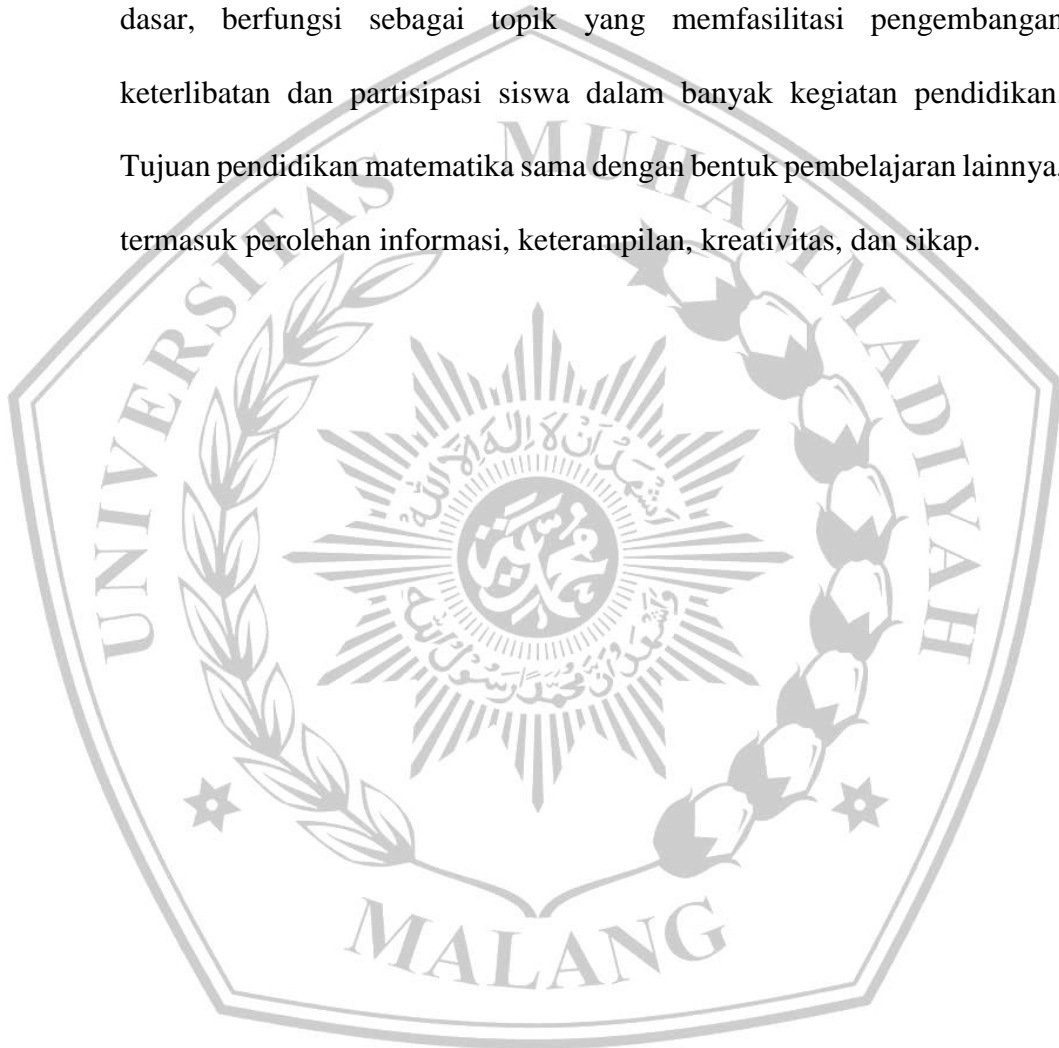 dasar, berfungsi sebagai topik yang memfasilitasi pengembangan
keterlibatan dan partisipasi siswa dalam banyak kegiatan pendidikan.
Tujuan pendidikan matematika sama dengan bentuk pembelajaran lainnya,
termasuk perolehan informasi, keterampilan, kreativitas, dan sikap.
UNIVERSITAS MUHAMMADIYAH
MALANG